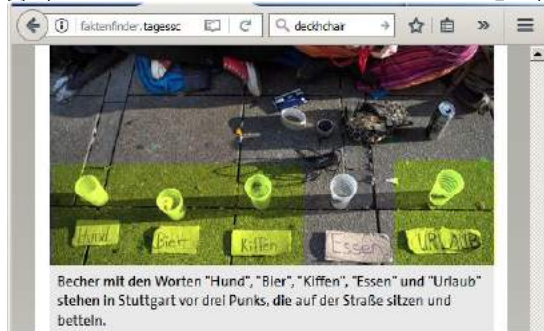 faktenfinder.tagessc
deckhchair
Hund Bier Kiffen Essen URLAUB
Becher mit den Worten "Hund", "Bier", "Kiffen", "Essen" und "Urlaub"
stehen in Stuttgart vor drei Punks, die auf der Straße sitzen und
betteln.